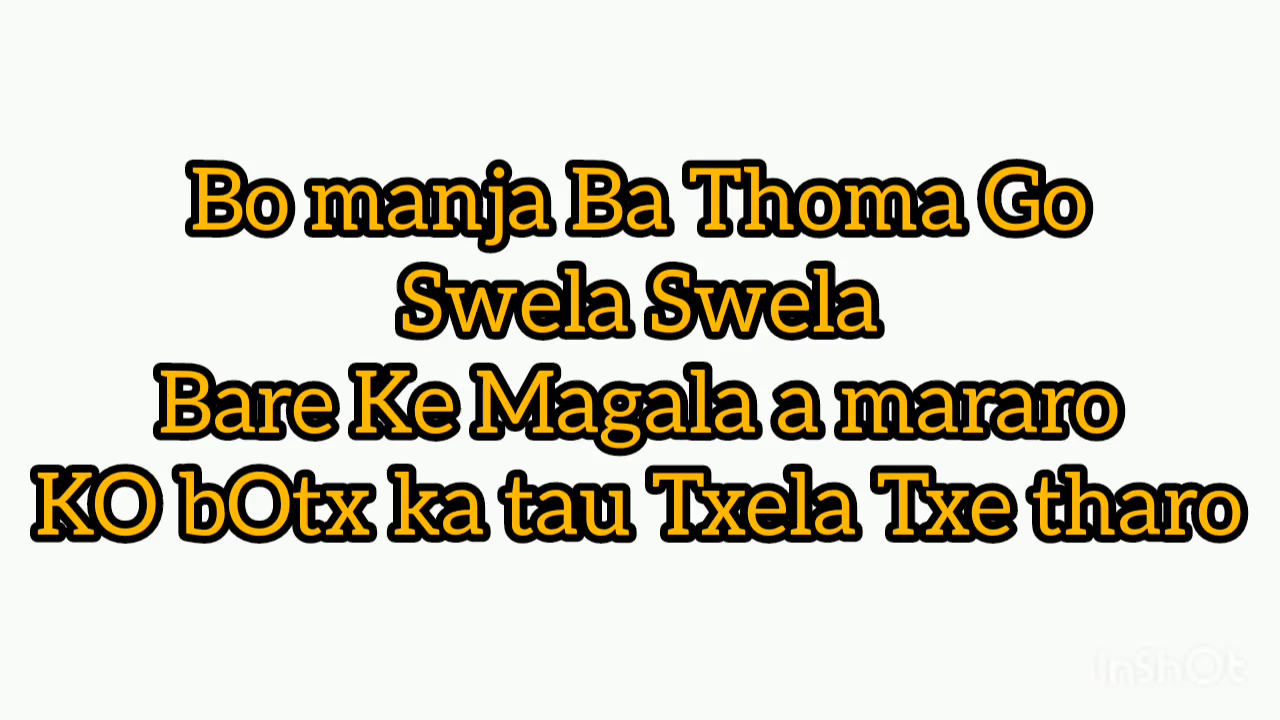 Bo manja Ba Thoma Go
Swela Swela
Bare Ke Magala a mararo
KO bOtx ka tau Txela Txe tharo
InShOt